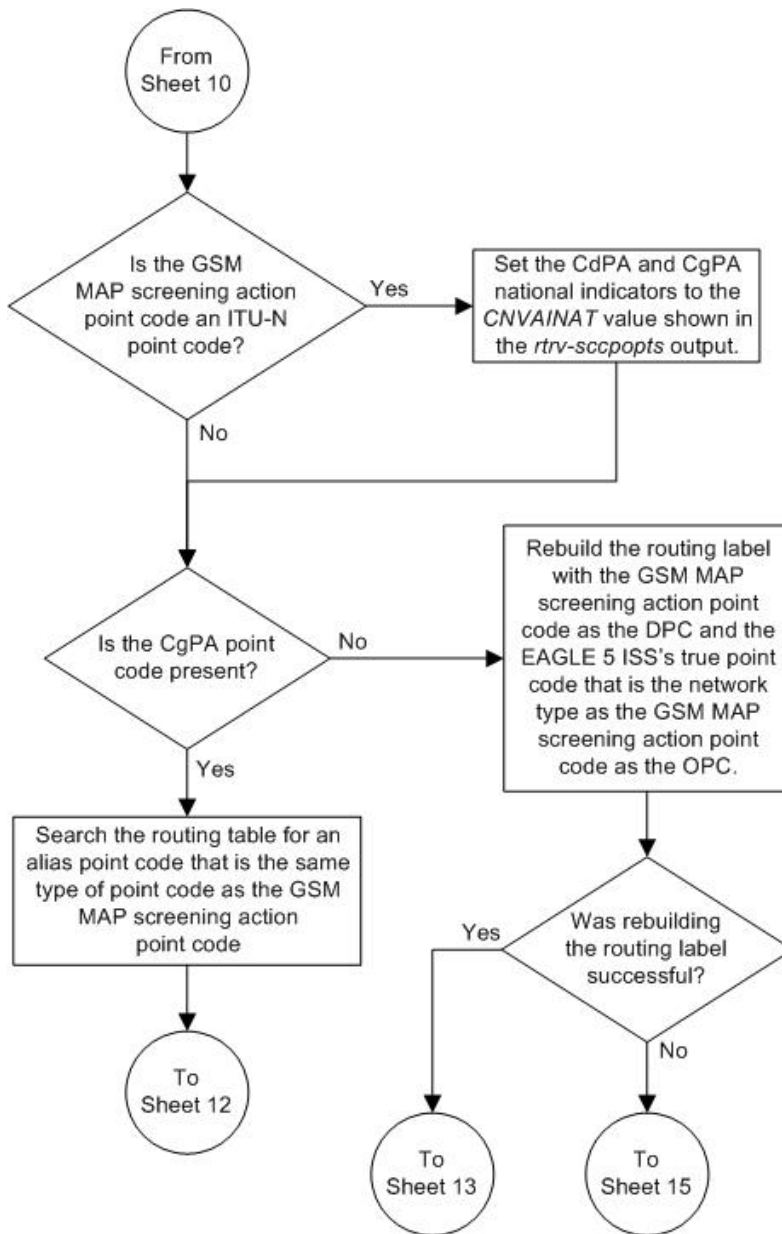 From
Sheet 10
Is the GSM
MAP screening action
point code an ITU-N
point code?
Yes
Set the CdPA and CgPA
national indicators to the
CNVAINAT value shown in
the rtrv-sccpopts output.
No
Is the CgPA point
code present?
No
Rebuild the routing label
with the GSM MAP
screening action point
code as the DPC and the
EAGLE 5 ISS's true point
code that is the network
type as the GSM MAP
screening action point
code as the OPC.
Yes
Search the routing table for an
alias point code that is the same
type of point code as the GSM
MAP screening action
point code
Was rebuilding
the routing label
successful?
Yes
No
To
Sheet 12
To
Sheet 13
To
Sheet 15